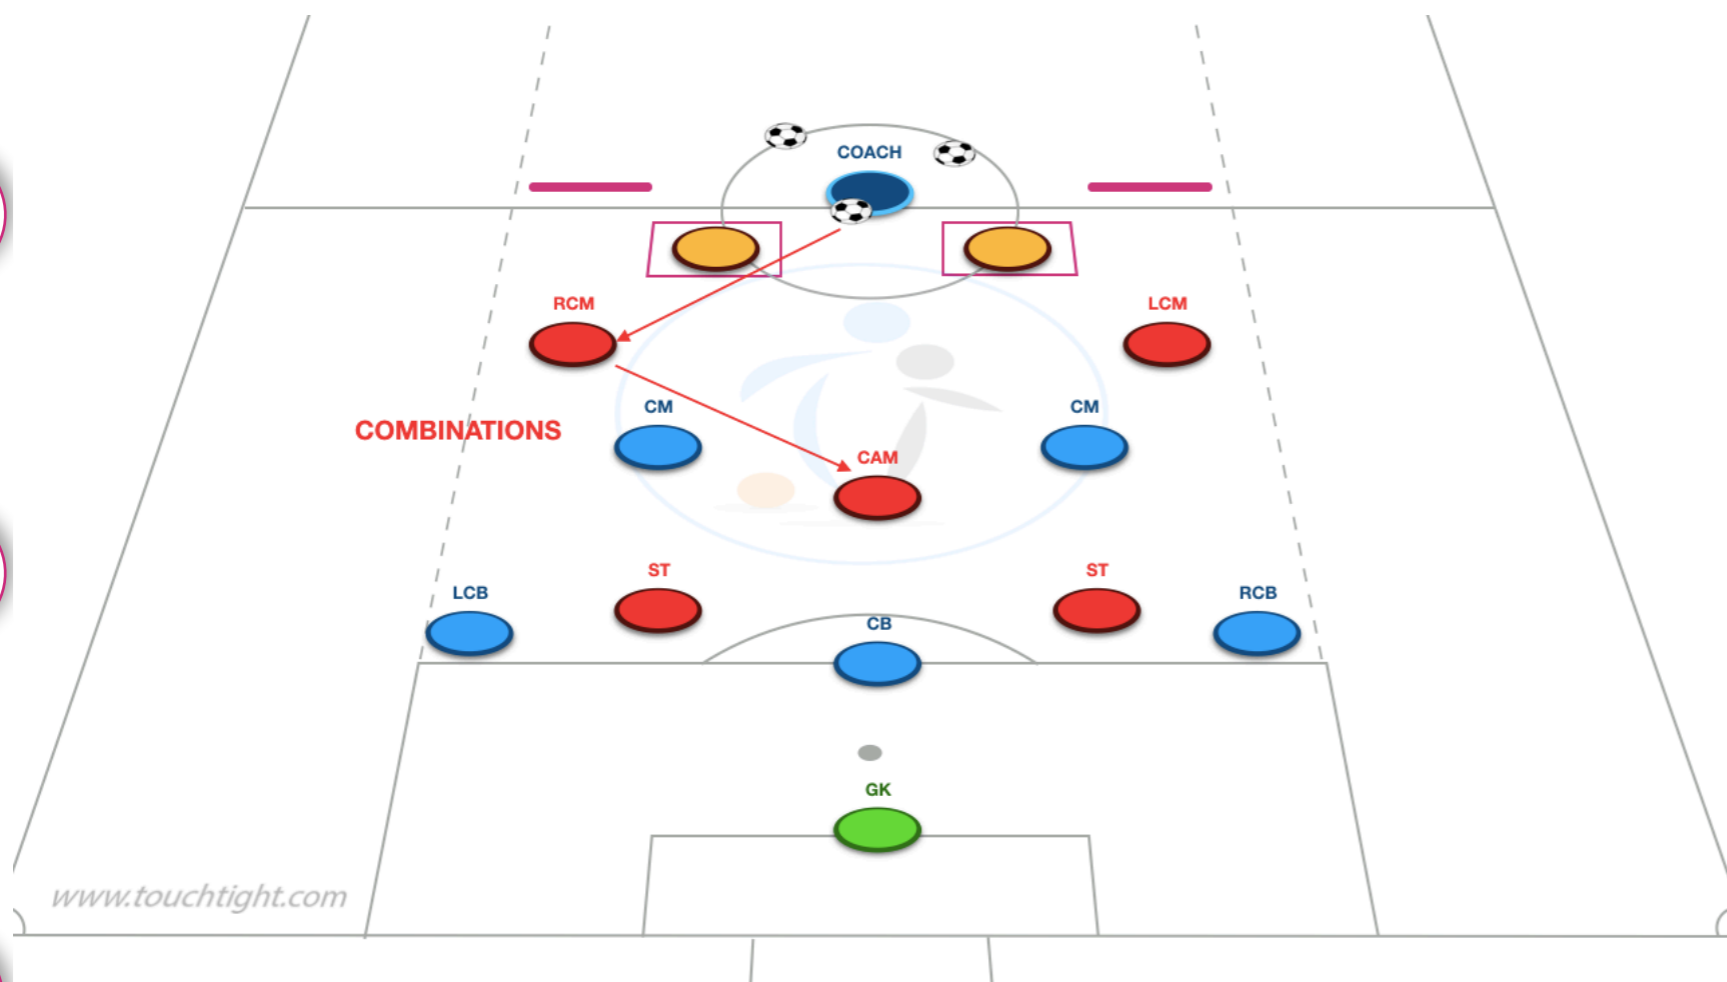 COACH
RCM
LCM
CM
CM
COMBINATIONS
CAM
ST
ST
LCB
RCB
CB
GK
www.touchtight.com